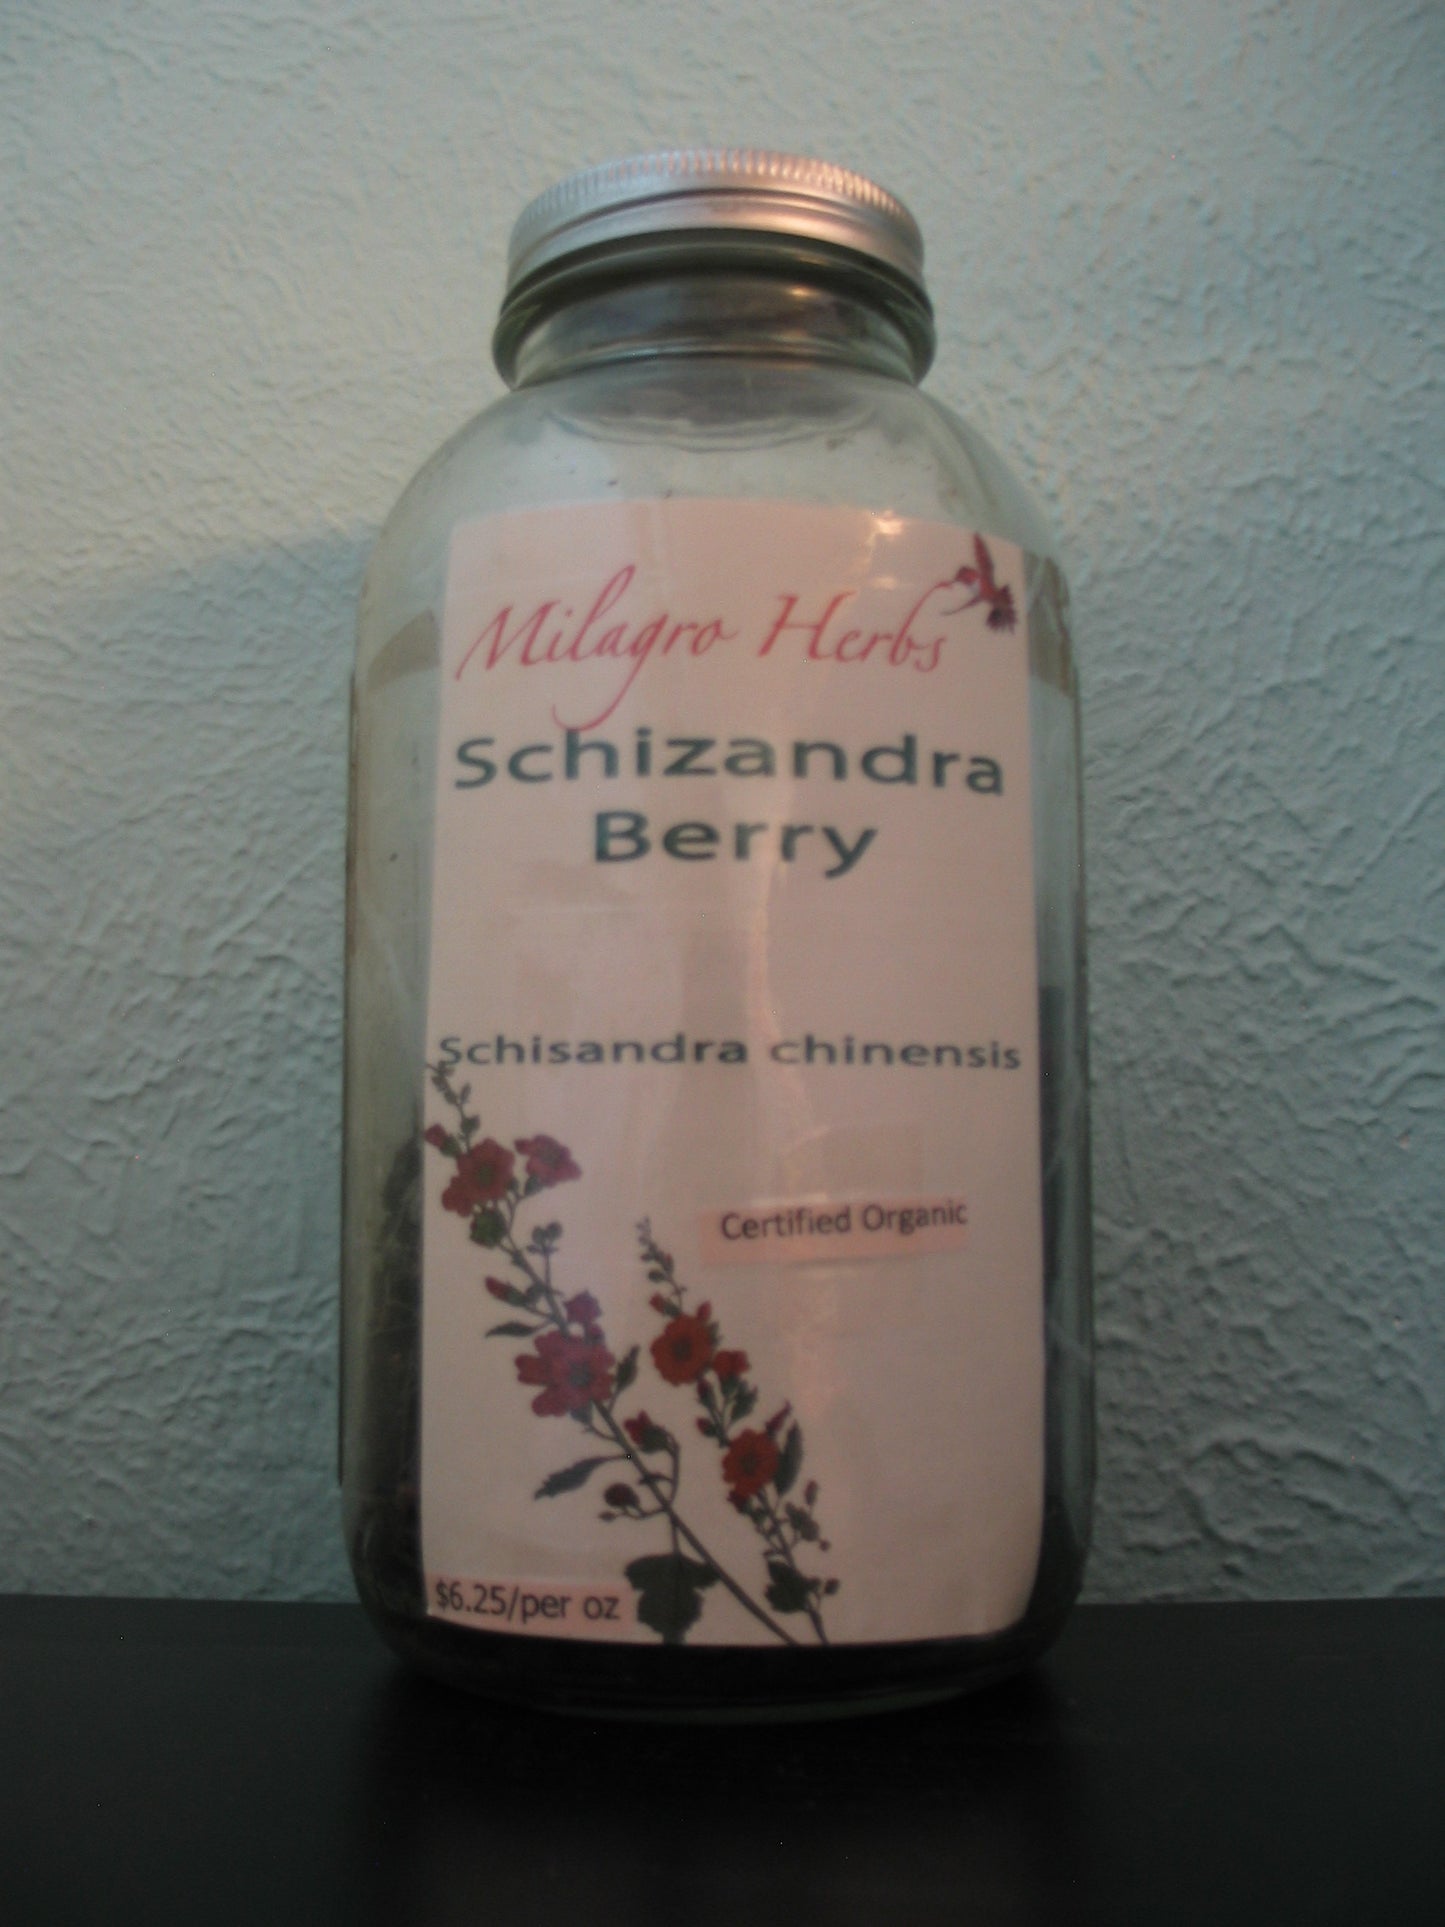 Milagro Herbs
Schizandra
Berry
Schisandra chinensis
Certified Organic
$6.25/per oz